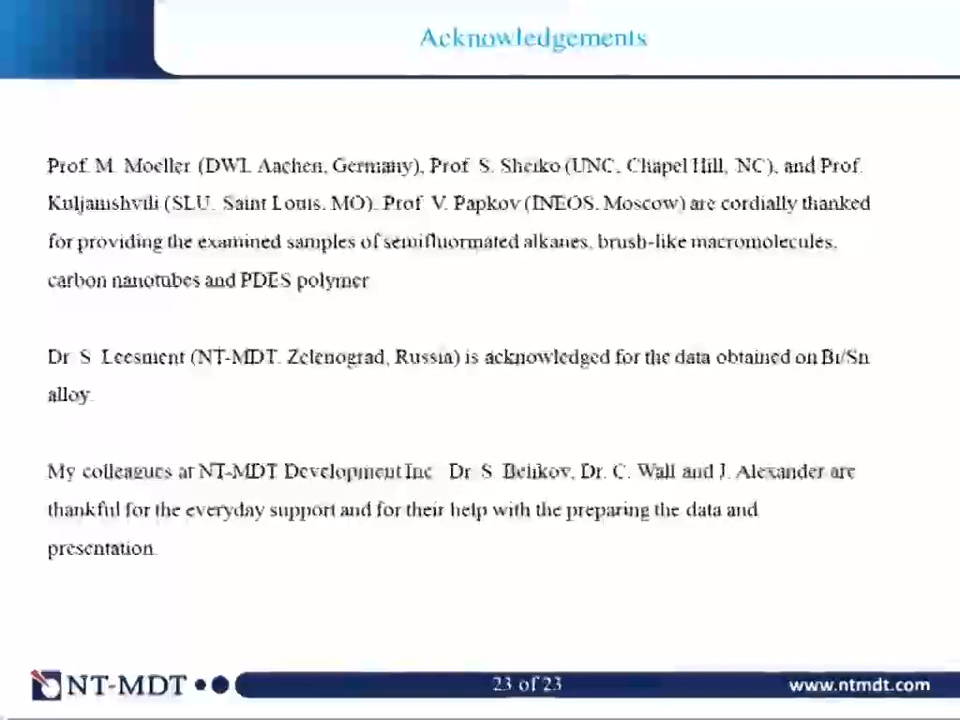 Acknowledgements
Prof. M. Moeller (DWI, Aachen, Germany), Prof. S. Sheiko (UNC, Chapel Hill, NC), and Prof.
Kuljanishvili (SLU, Saint Louis, MO), Prof. V. Papkov (INEOS, Moscow) are cordially thanked
for providing the examined samples of semifluorinated alkanes, brush-like macromolecules,
carbon nanotubes and PDES polymer
Dr. S. Leesment (NT-MDT, Zelenograd, Russia) is acknowledged for the data obtained on Bi/Sn
alloy.
My colleagues at NT-MDT Development Inc. Dr. S. Belikov, Dr. C. Wall and J. Alexander are
thankful for the everyday support and for their help with the preparing the data and
presentation.
NT-MDT 23 of 23 www.ntmdt.com